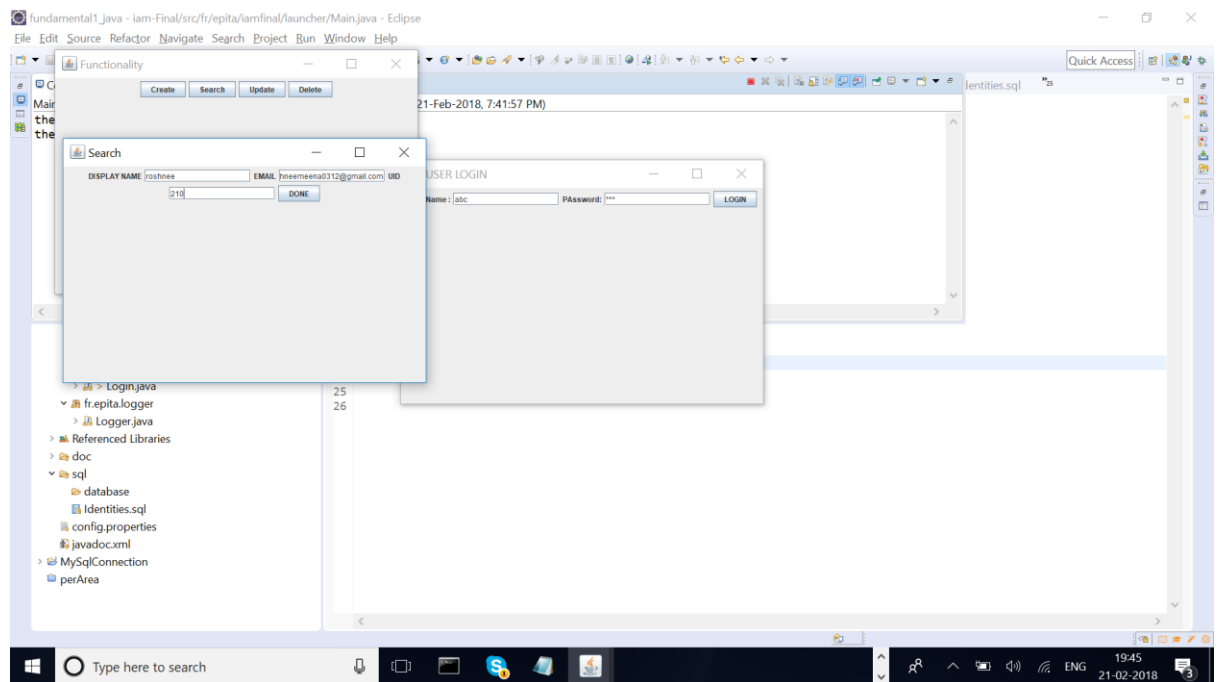 fundamental1_java - iam-Final/src/fr/epita/iamfinal/launcher/Main.java - Eclipse
File Edit Source Refactor Navigate Search Project Run Window Help
Quick Access
Functionality
Create Search Update Delete
21-Feb-2018, 7:41:57 PM)
Identities.sql
25
Main
the
the
Search
DISPLAY NAME roshnee EMAIL hneemeena0312@gmail.com UID
210 DONE
USER LOGIN
Name : abc PAssword: *** LOGIN
> Login.java
fr.epita.logger
Logger.java
Referenced Libraries
doc
sql
database
Identities.sql
config.properties
javadoc.xml
MySqlConnection
perArea
25
26
Type here to search
ENG
19:45
21-02-2018
3